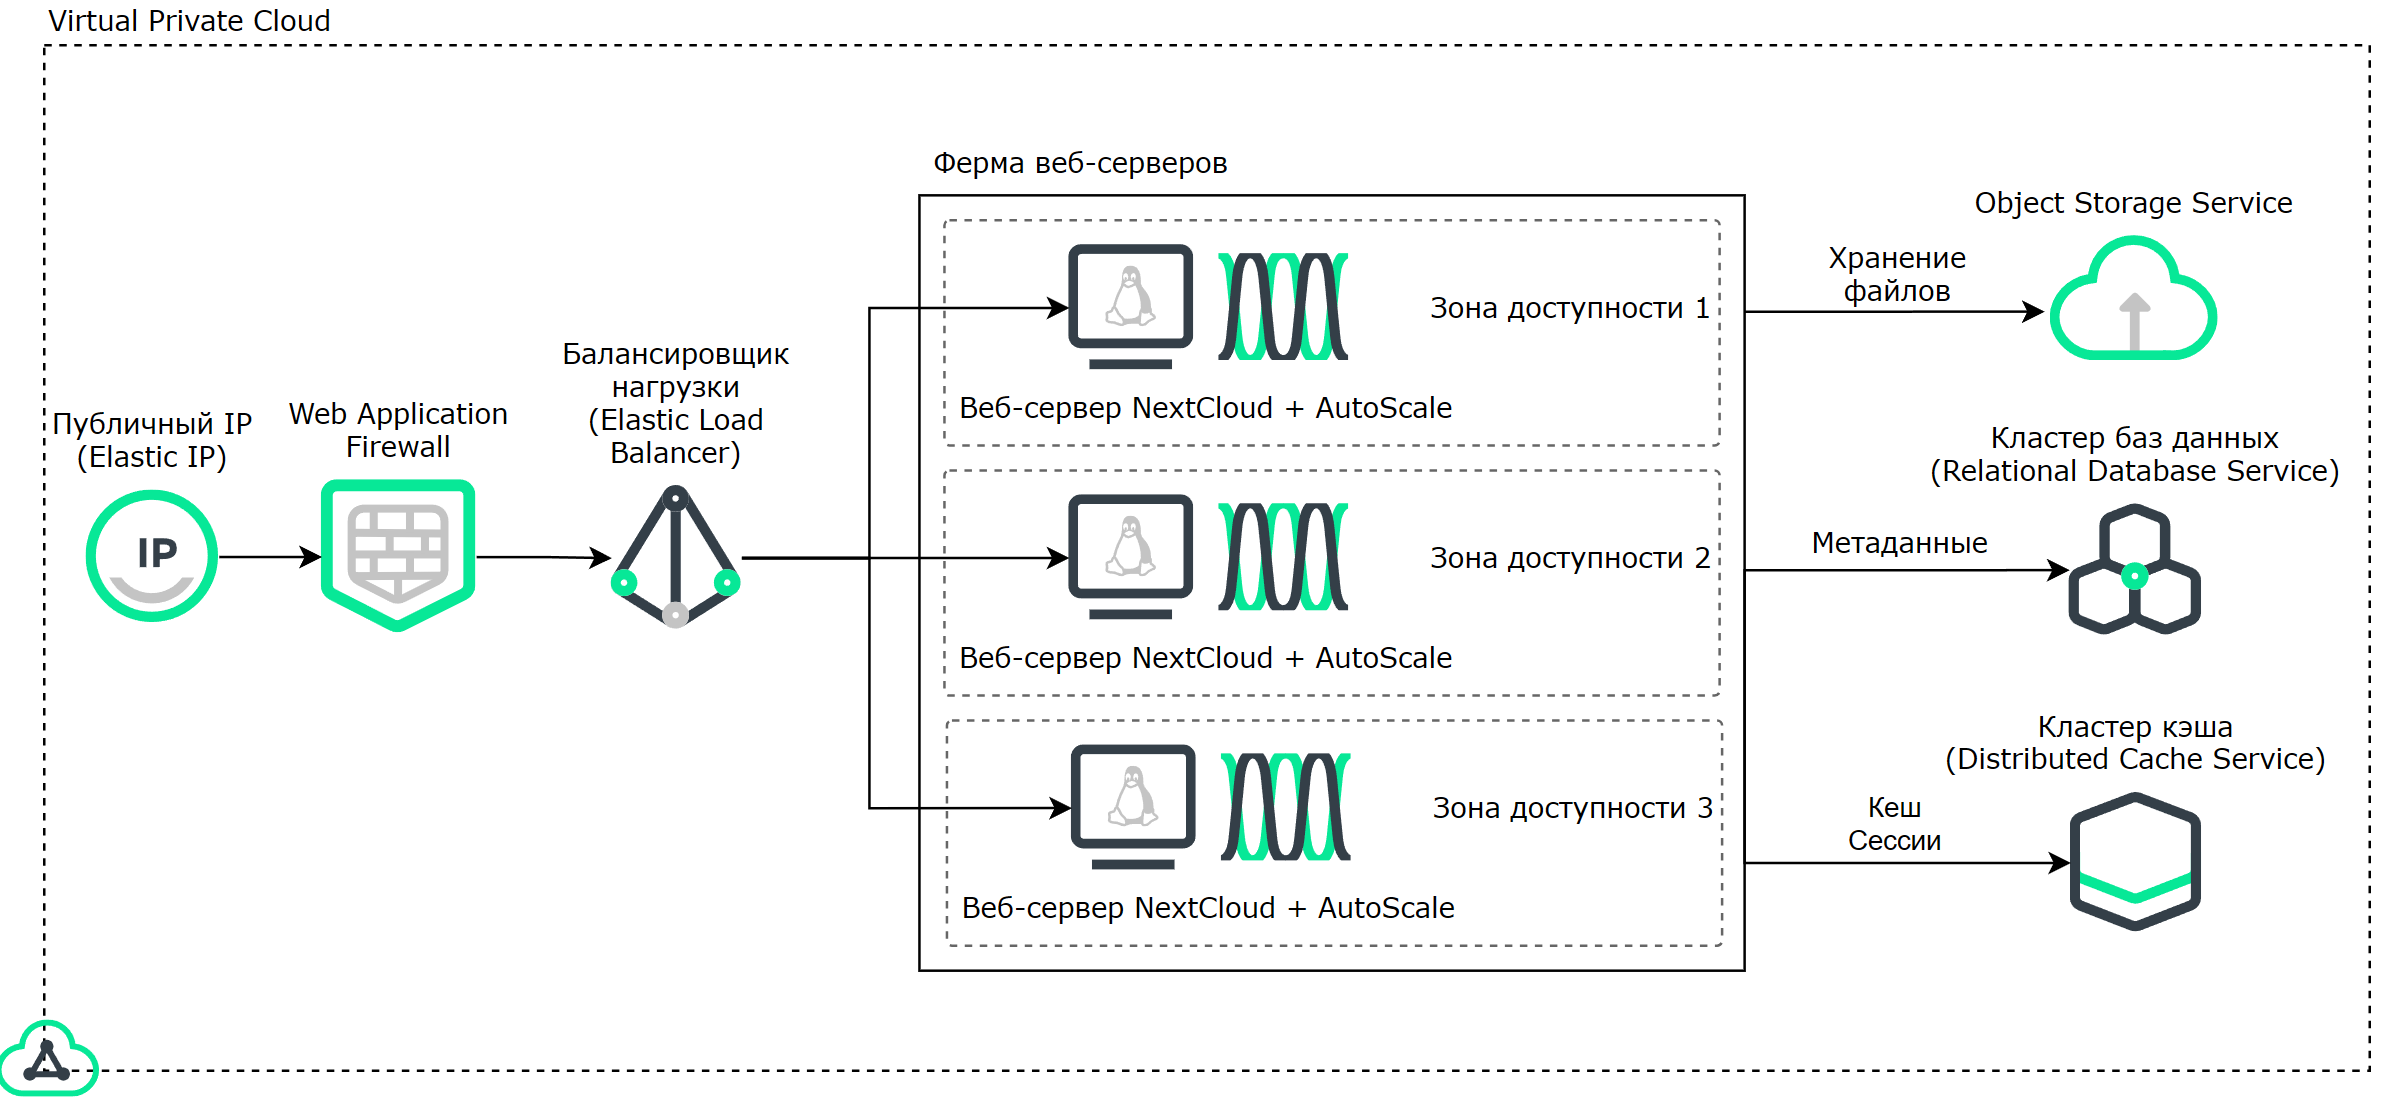 Virtual Private Cloud
Публичный IP
(Elastic IP)
IP
Web Application
Firewall
Балансировщик
нагрузки
(Elastic Load
Balancer)
Ферма веб-серверов
Зона доступности 1
Веб-сервер NextCloud + AutoScale
Зона доступности 2
Веб-сервер NextCloud + AutoScale
Зона доступности 3
Веб-сервер NextCloud + AutoScale
Хранение
файлов
Object Storage Service
Метаданные
Кластер баз данных
(Relational Database Service)
Кеш
Сессии
Кластер кэша
(Distributed Cache Service)